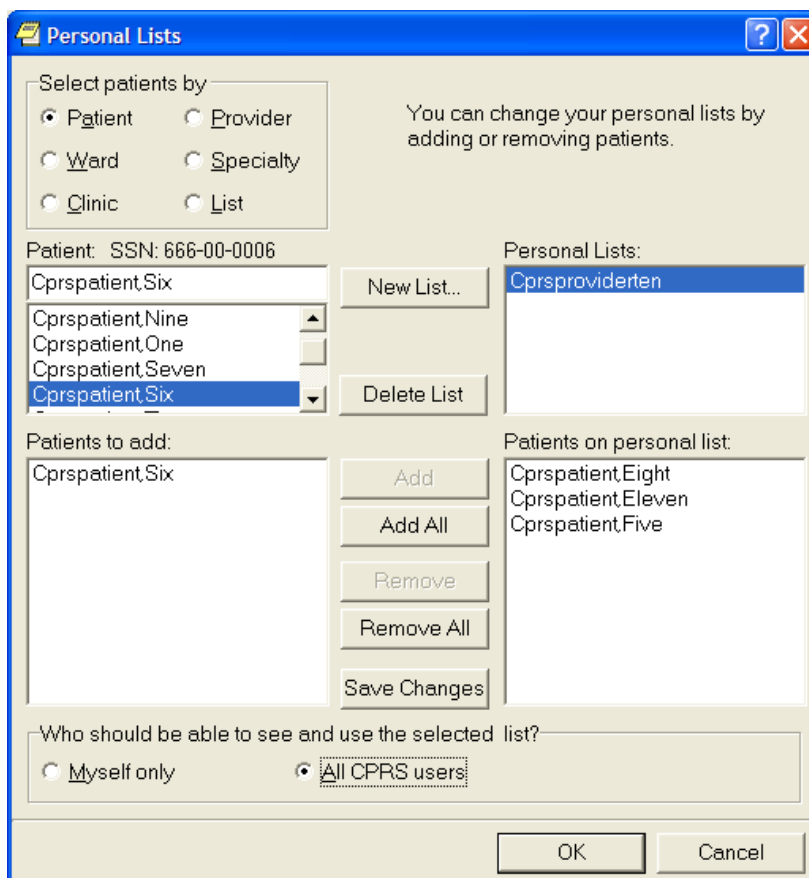 Personal Lists
Select patients by
Patient
Provider
Ward
Specialty
Clinic
List
You can change your personal lists by
adding or removing patients.
Patient: SSN: 666-00-0006
Cprspatient,Six
Cprspatient,Nine
Cprspatient,One
Cprspatient,Seven
Cprspatient,Six
New List...
Delete List
Personal Lists:
Cprsproviderten
Patients to add:
Cprspatient,Six
Add
Add All
Remove
Remove All
Save Changes
Patients on personal list:
Cprspatient,Eight
Cprspatient,Eleven
Cprspatient,Five
Who should be able to see and use the selected list?
Myself only
All CPRS users
OK
Cancel